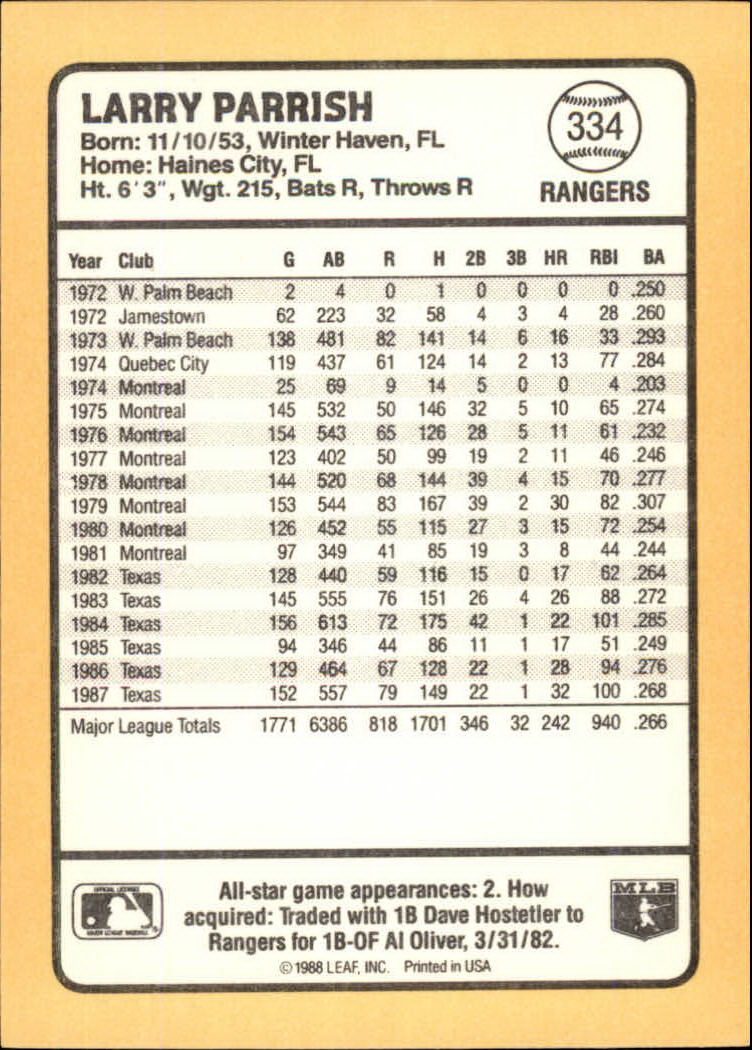 LARRY PARRISH
Born: 11/10/53, Winter Haven, FL
Home: Haines City, FL
Ht. 6'3", Wgt. 215, Bats R, Throws R
334
RANGERS
Year Club G AB R H 2B 3B HR RBI BA
1972 W. Palm Beach 2 4 0 1 0 0 0 0 .250
1972 Jamestown 62 223 32 58 4 3 4 28 .260
1973 W. Palm Beach 138 481 82 141 14 6 16 33 .293
1974 Quebec City 119 437 61 124 14 2 13 77 .284
1974 Montreal 25 69 9 14 5 0 0 4 .203
1975 Montreal 145 532 50 146 32 5 10 65 .274
1976 Montreal 154 543 65 126 28 5 11 61 .232
1977 Montreal 123 402 50 99 19 2 11 46 .246
1978 Montreal 144 520 68 144 39 4 15 70 .277
1979 Montreal 153 544 83 167 39 2 30 82 .307
1980 Montreal 126 452 55 115 27 3 15 72 .254
1981 Montreal 97 349 41 85 19 3 8 44 .244
1982 Texas 128 440 59 116 15 0 17 62 .264
1983 Texas 145 555 76 151 26 4 26 88 .272
1984 Texas 156 613 72 175 42 1 22 101 .285
1985 Texas 94 346 44 86 11 1 17 51 .249
1986 Texas 129 464 67 128 22 1 28 94 .276
1987 Texas 152 557 79 149 22 1 32 100 .268
Major League Totals 1771 6386 818 1701 346 32 242 940 .266
OFFICIAL LICENSEE
MAJOR LEAGUE BASEBALL
®
All-star game appearances: 2. How
acquired: Traded with 1B Dave Hostetler to
Rangers for 1B-OF Al Oliver, 3/31/82.
© 1988 LEAF, INC. Printed in USA
MLB